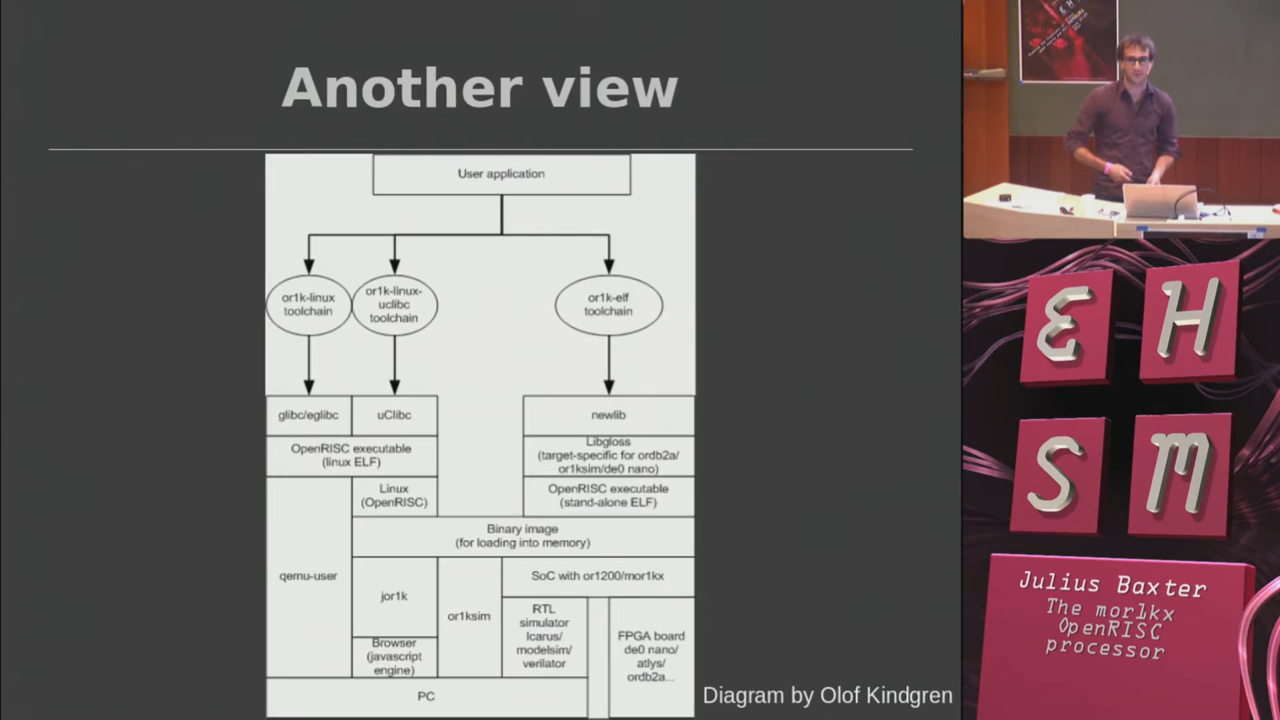 Another view
User application
or1k-linux
toolchain
or1k-linux-
uclibc
toolchain
or1k-elf
toolchain
glibc/eglibc
uClibc
newlib
OpenRISC executable
(linux ELF)
Libgloss
(target-specific for ordb2a/
or1ksim/de0 nano)
Linux
(OpenRISC)
OpenRISC executable
(stand-alone ELF)
Binary image
(for loading into memory)
qemu-user
jor1k
or1ksim
SoC with or1200/mor1kx
RTL
simulator
Icarus/
modelsim/
verilator
FPGA board
de0 nano/
atlys/
ordb2a...
Browser
(javascript
engine)
PC
Diagram by Olof Kindgren
E H
S M
Julius Baxter
The mor1kx
OpenRISC
processor